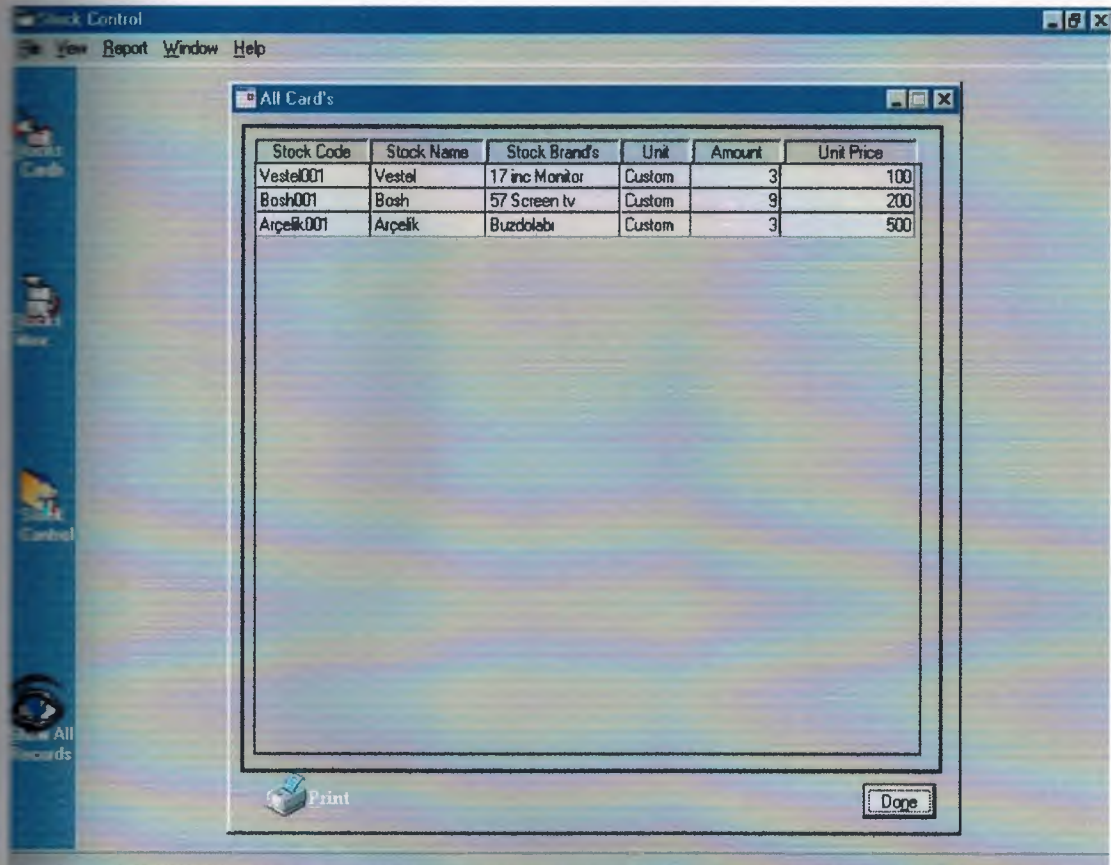 Stock Control
View Report Window Help
All Card's
Stock Code Stock Name Stock Brand's Unit Amount Unit Price
Vestel001 Vestel 17 inc Monitor Custom 3 100
Bosh001 Bosh 57 Screen tv Custom 9 200
Arçelik001 Arçelik Buzdolabı Custom 3 500
Cards
Control
All
Records
Print
Done